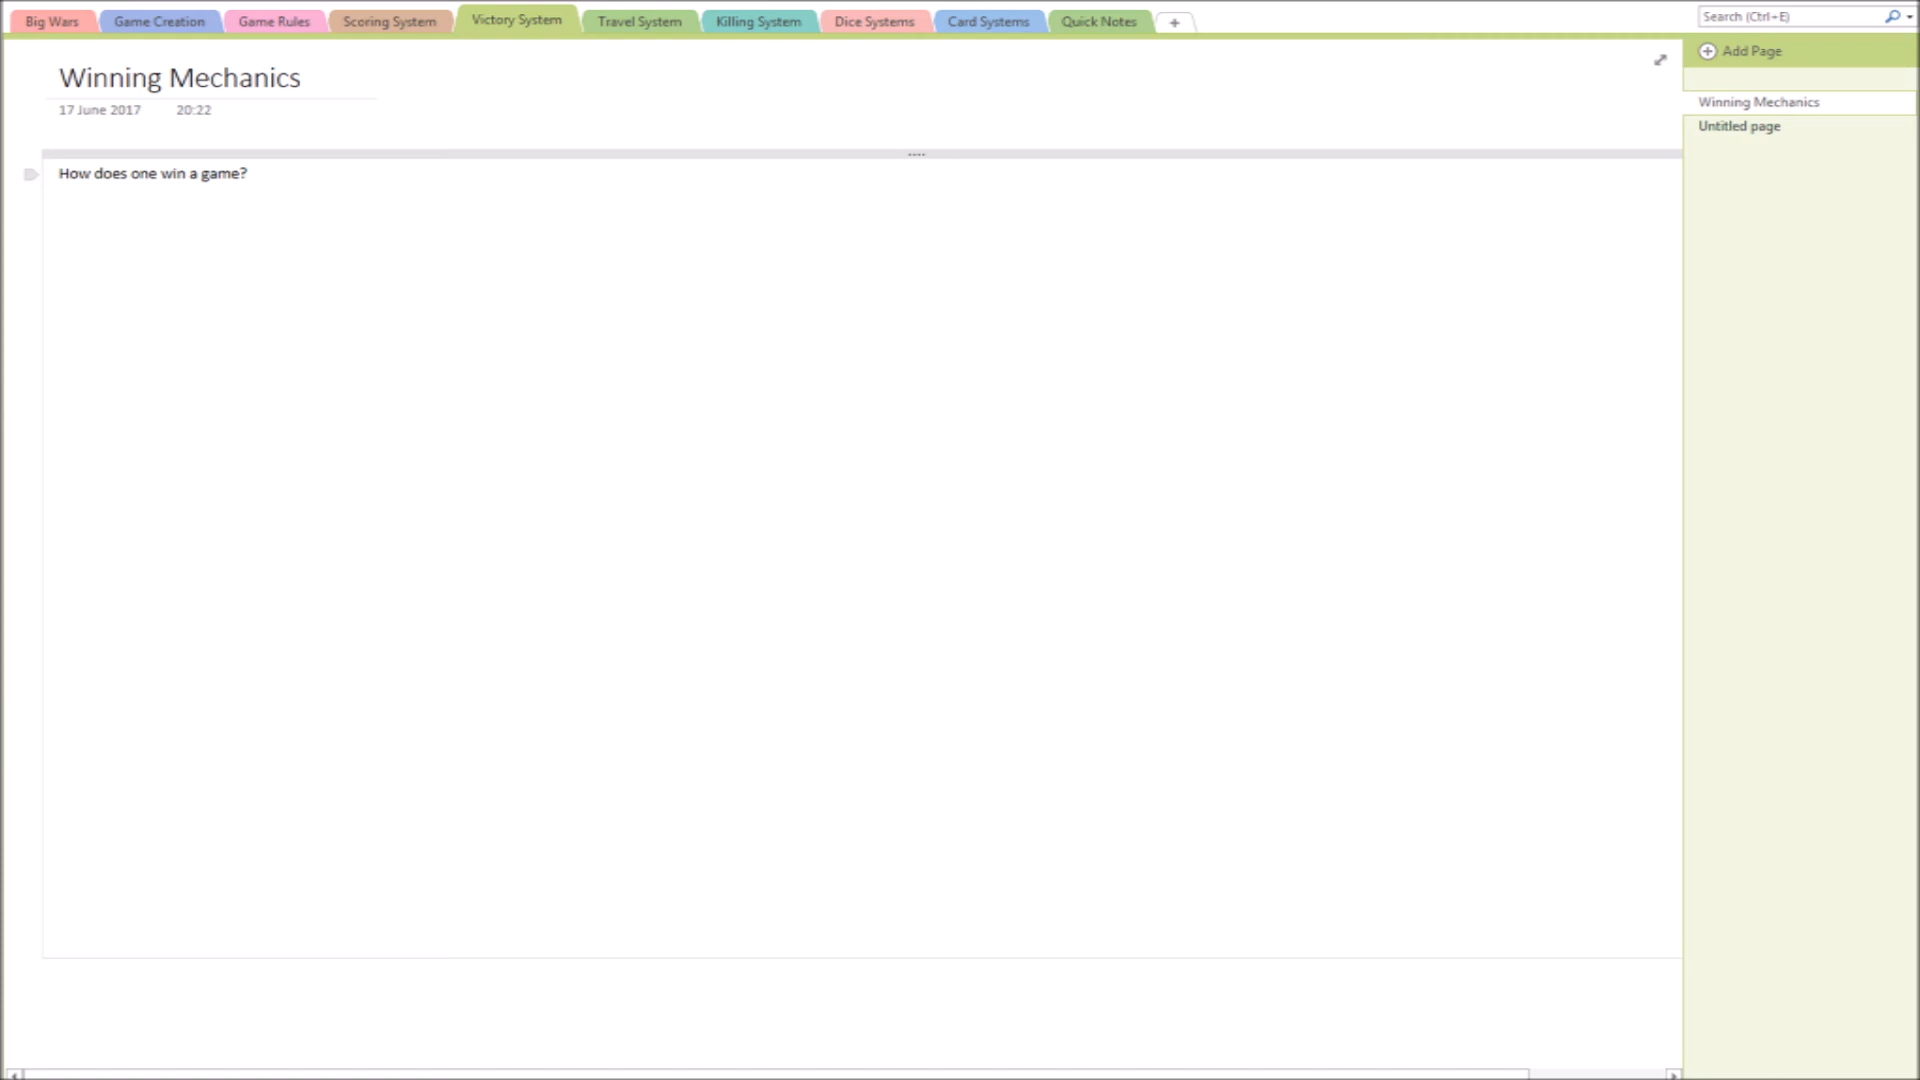 Big Wars Game Creation Game Rules Scoring System Victory System Travel System Killing System Dice Systems Card Systems Quick Notes +
Search (Ctrl+E)
Add Page
Winning Mechanics
17 June 2017 20:22
Winning Mechanics
Untitled page
How does one win a game?